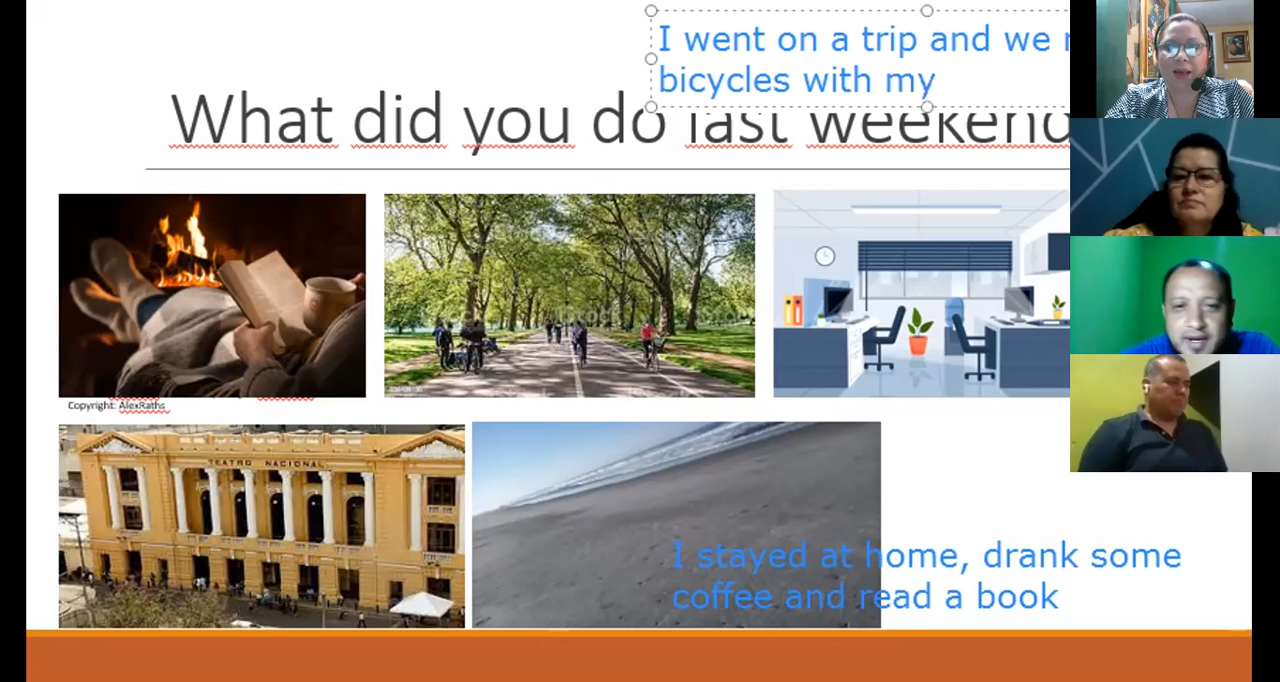 I went on a trip and we
bicycles with my
What did you do last weekend
Copyright: AlexRaths
TEATRO NACIONAL
I stayed at home, drank some
coffee and read a book